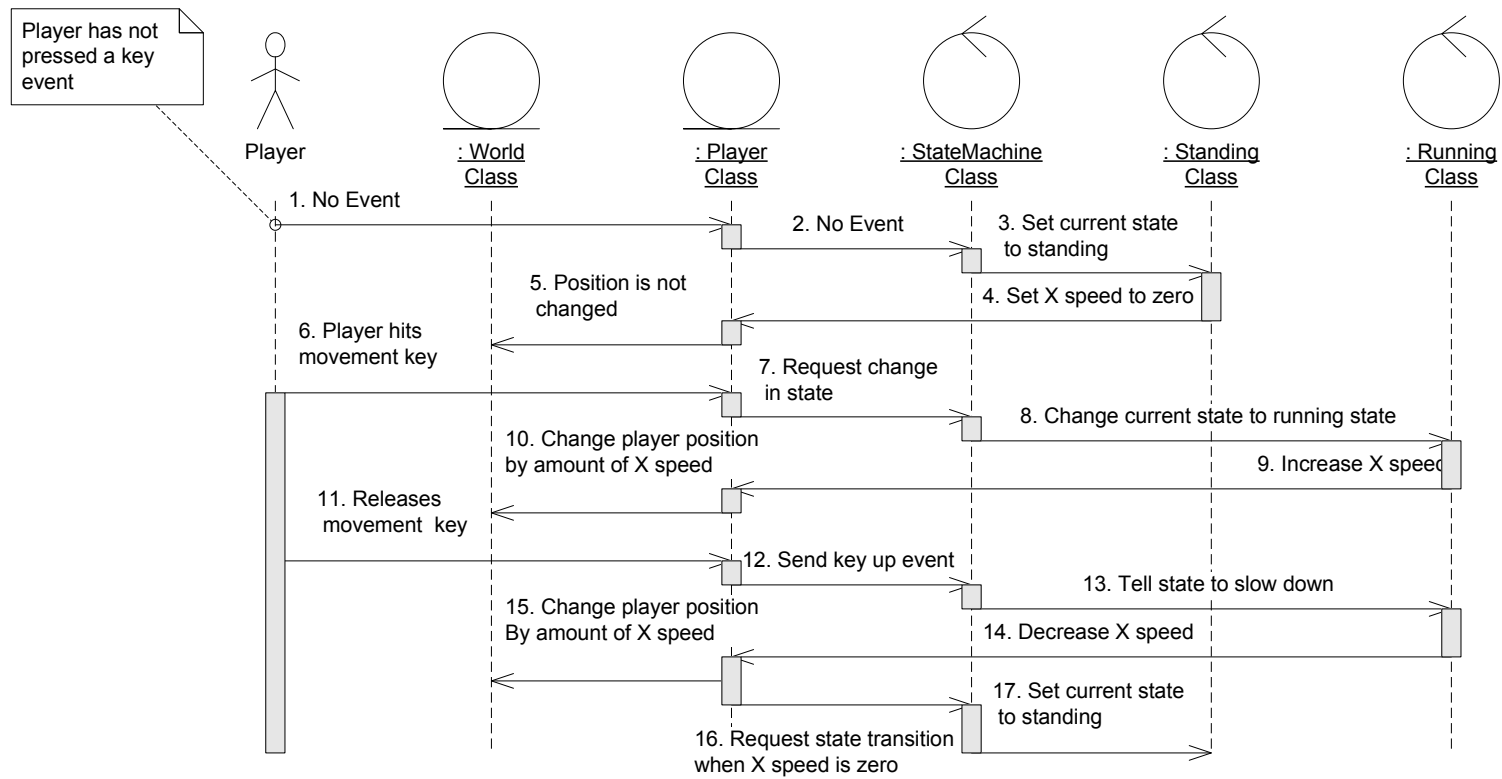 Player has not
pressed a key
event
Player
: World
Class
: Player
Class
: StateMachine
Class
: Standing
Class
: Running
Class
1. No Event
2. No Event
3. Set current state
to standing
4. Set X speed to zero
5. Position is not
changed
6. Player hits
movement key
7. Request change
in state
8. Change current state to running state
9. Increase X speed
10. Change player position
by amount of X speed
11. Releases
movement key
12. Send key up event
13. Tell state to slow down
14. Decrease X speed
15. Change player position
By amount of X speed
16. Request state transition
when X speed is zero
17. Set current state
to standing